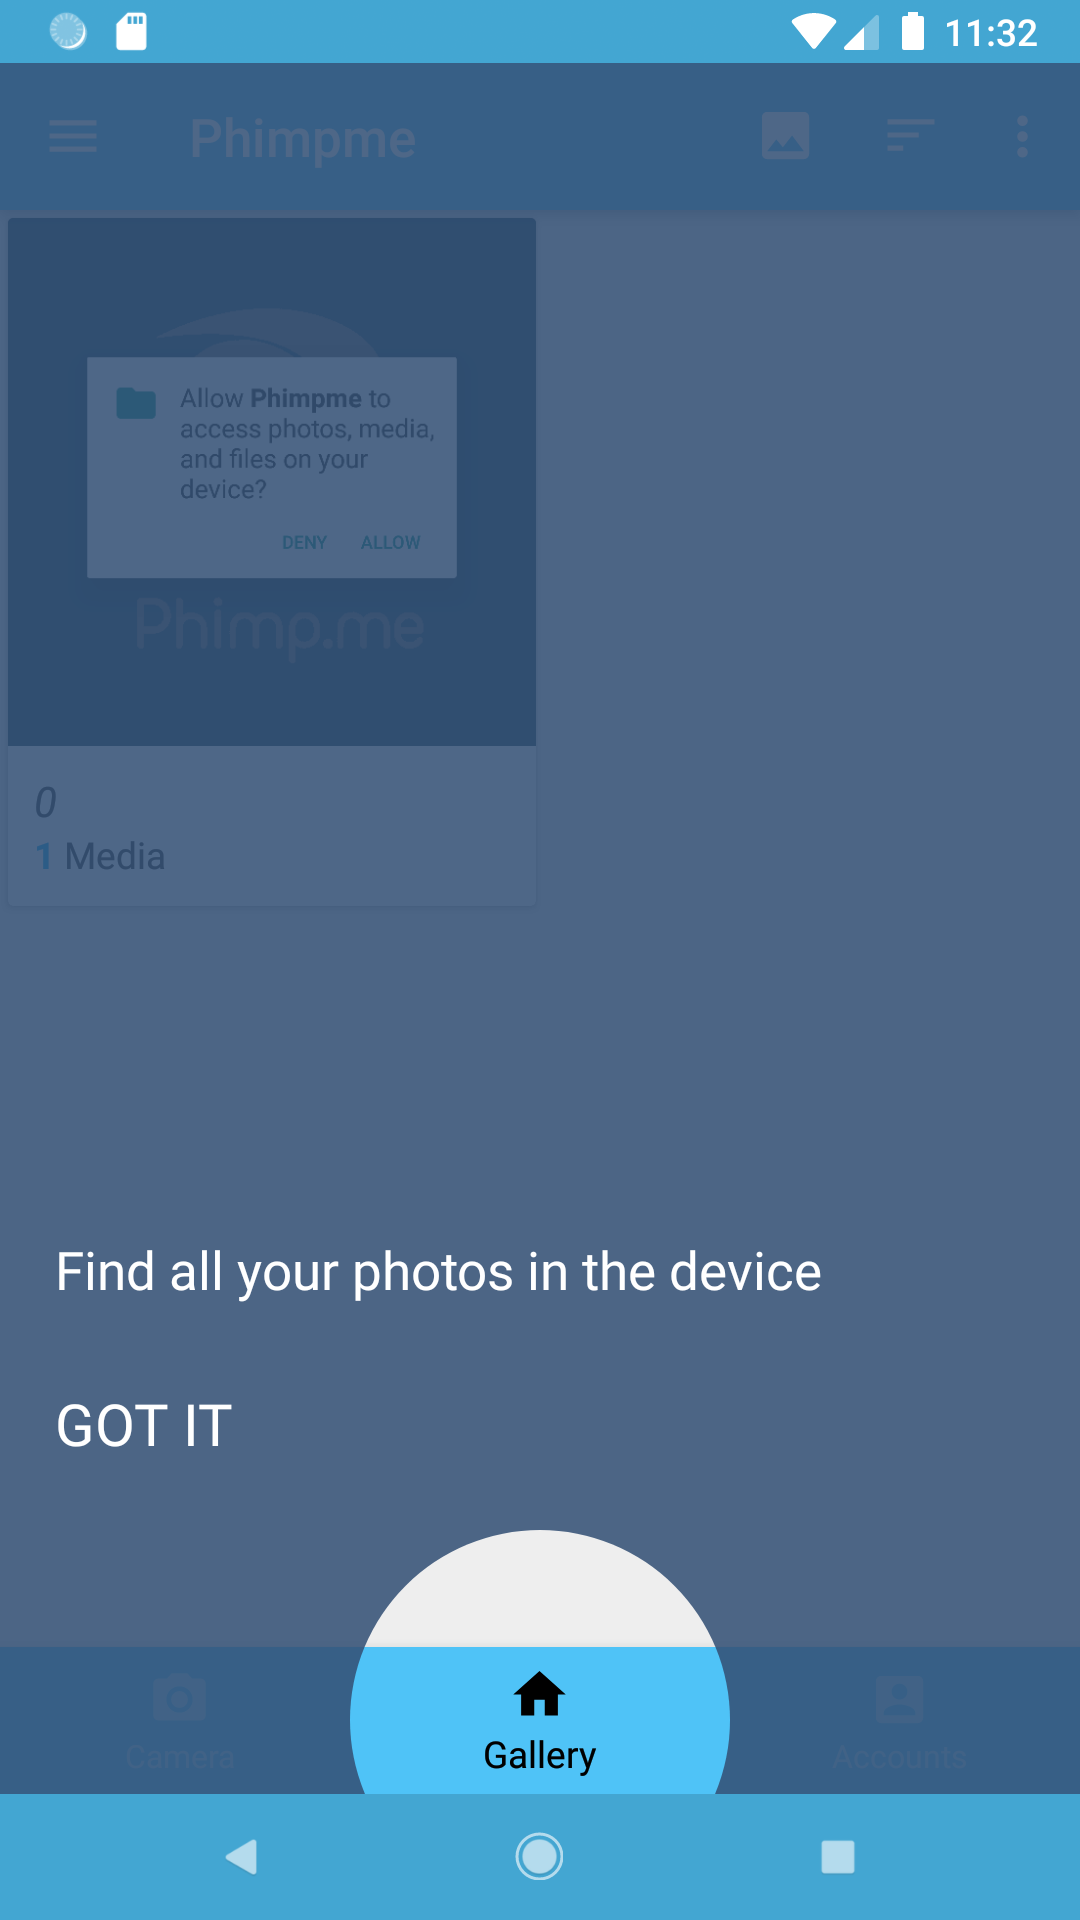 11:32
Phimpme
Allow Phimpme to
access photos, media,
and files on your
device?
DENY ALLOW
Phimp.me
0
1 Media
Find all your photos in the device
GOT IT
Camera
Gallery
Accounts